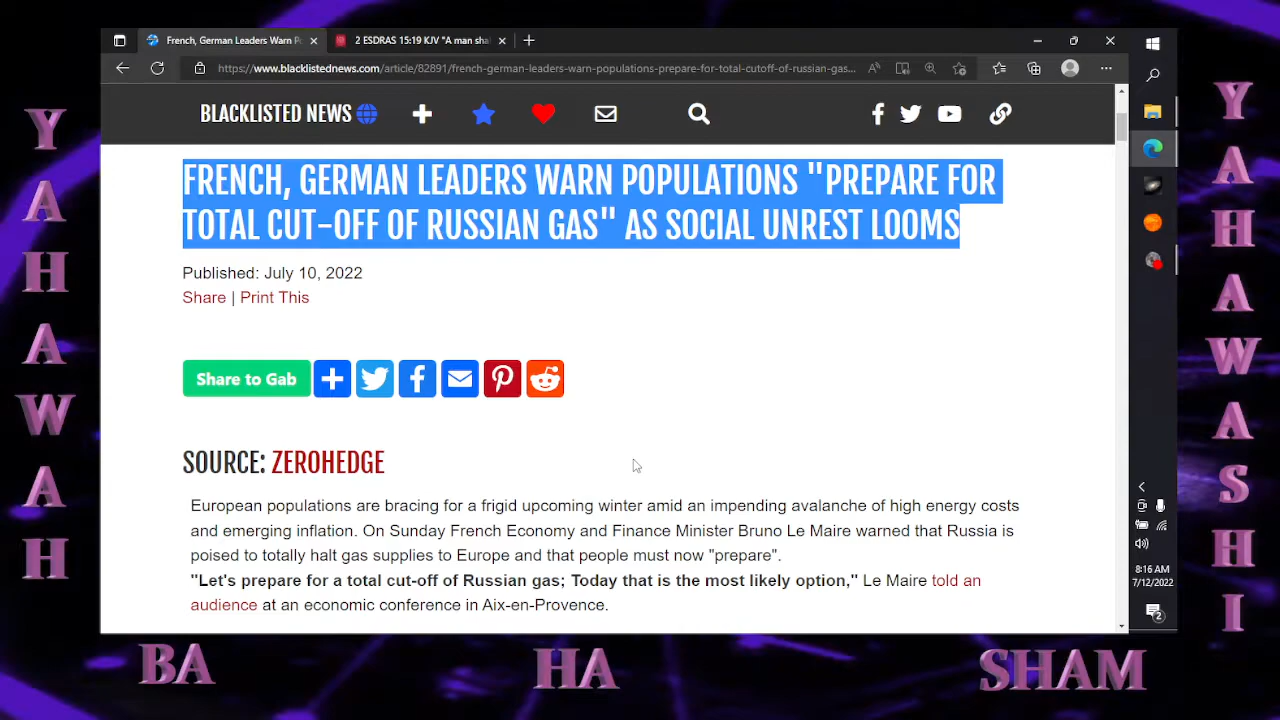 French, German Leaders Warn P
2 ESDRAS 15:19 KJV "A man sha
https://www.blacklistednews.com/article/82891/french-german-leaders-warn-populations-prepare-for-total-cutoff-of-russian-gas...
BLACKLISTED NEWS
FRENCH, GERMAN LEADERS WARN POPULATIONS "PREPARE FOR
TOTAL CUT-OFF OF RUSSIAN GAS" AS SOCIAL UNREST LOOMS
Published: July 10, 2022
Share | Print This
Share to Gab
SOURCE: ZEROHEDGE
European populations are bracing for a frigid upcoming winter amid an impending avalanche of high energy costs
and emerging inflation. On Sunday French Economy and Finance Minister Bruno Le Maire warned that Russia is
poised to totally halt gas supplies to Europe and that people must now "prepare".
"Let's prepare for a total cut-off of Russian gas; Today that is the most likely option," Le Maire told an
audience at an economic conference in Aix-en-Provence.
8:16 AM
7/12/2022
2
YAHAWAH
YAHAWASHI
BA HA SHAM